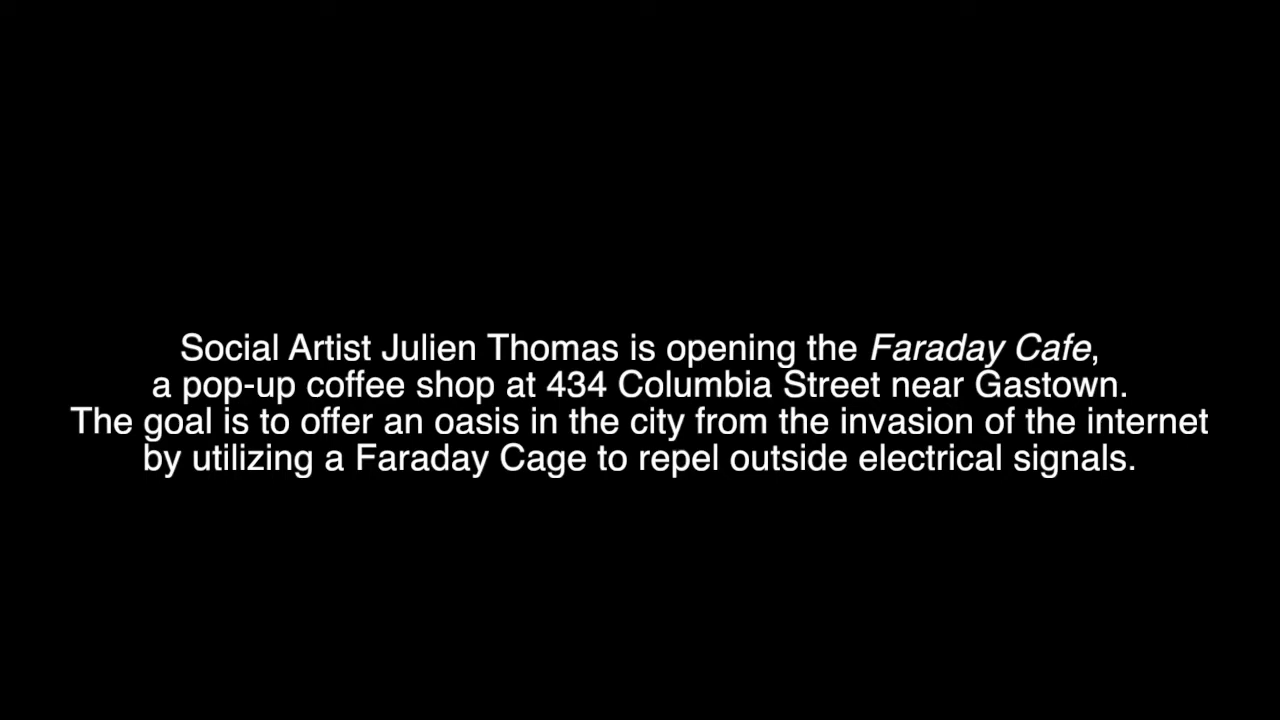 Social Artist Julien Thomas is opening the Faraday Cafe,
a pop-up coffee shop at 434 Columbia Street near Gastown.
The goal is to offer an oasis in the city from the invasion of the internet
by utilizing a Faraday Cage to repel outside electrical signals.